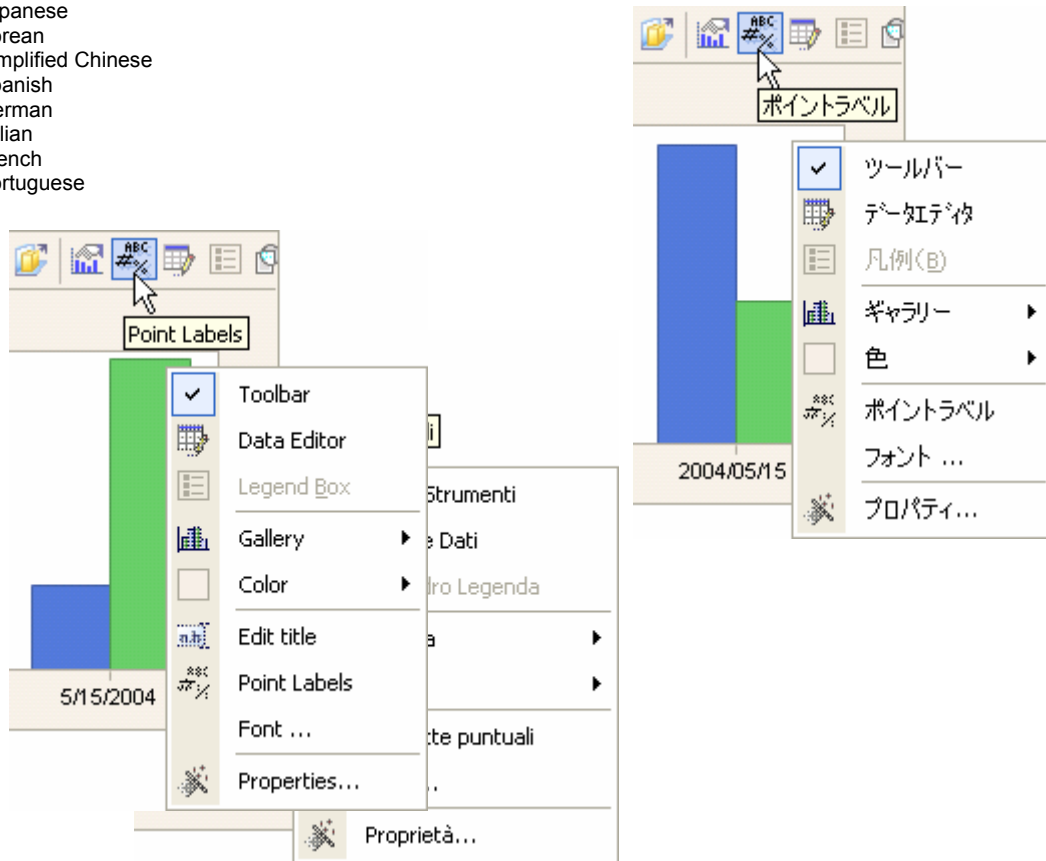 panese
rean
mplified Chinese
panish
erman
lian
ench
ortuguese
ABC
#%
Point Labels
Toolbar
Data Editor
Legend Box
Gallery
Color
Edit title
Point Labels
Font ...
Properties...
5/15/2004
i
Strumenti
e Dati
dro Legenda
a
tte puntuali
..
Proprietà...
ABC
#%
ポイントラベル
ツールバー
ﾃﾞｰﾀｴﾃﾞｨﾀ
凡例(B)
ギャラリー
色
ポイントラベル
フォント ...
プロパティ...
2004/05/15